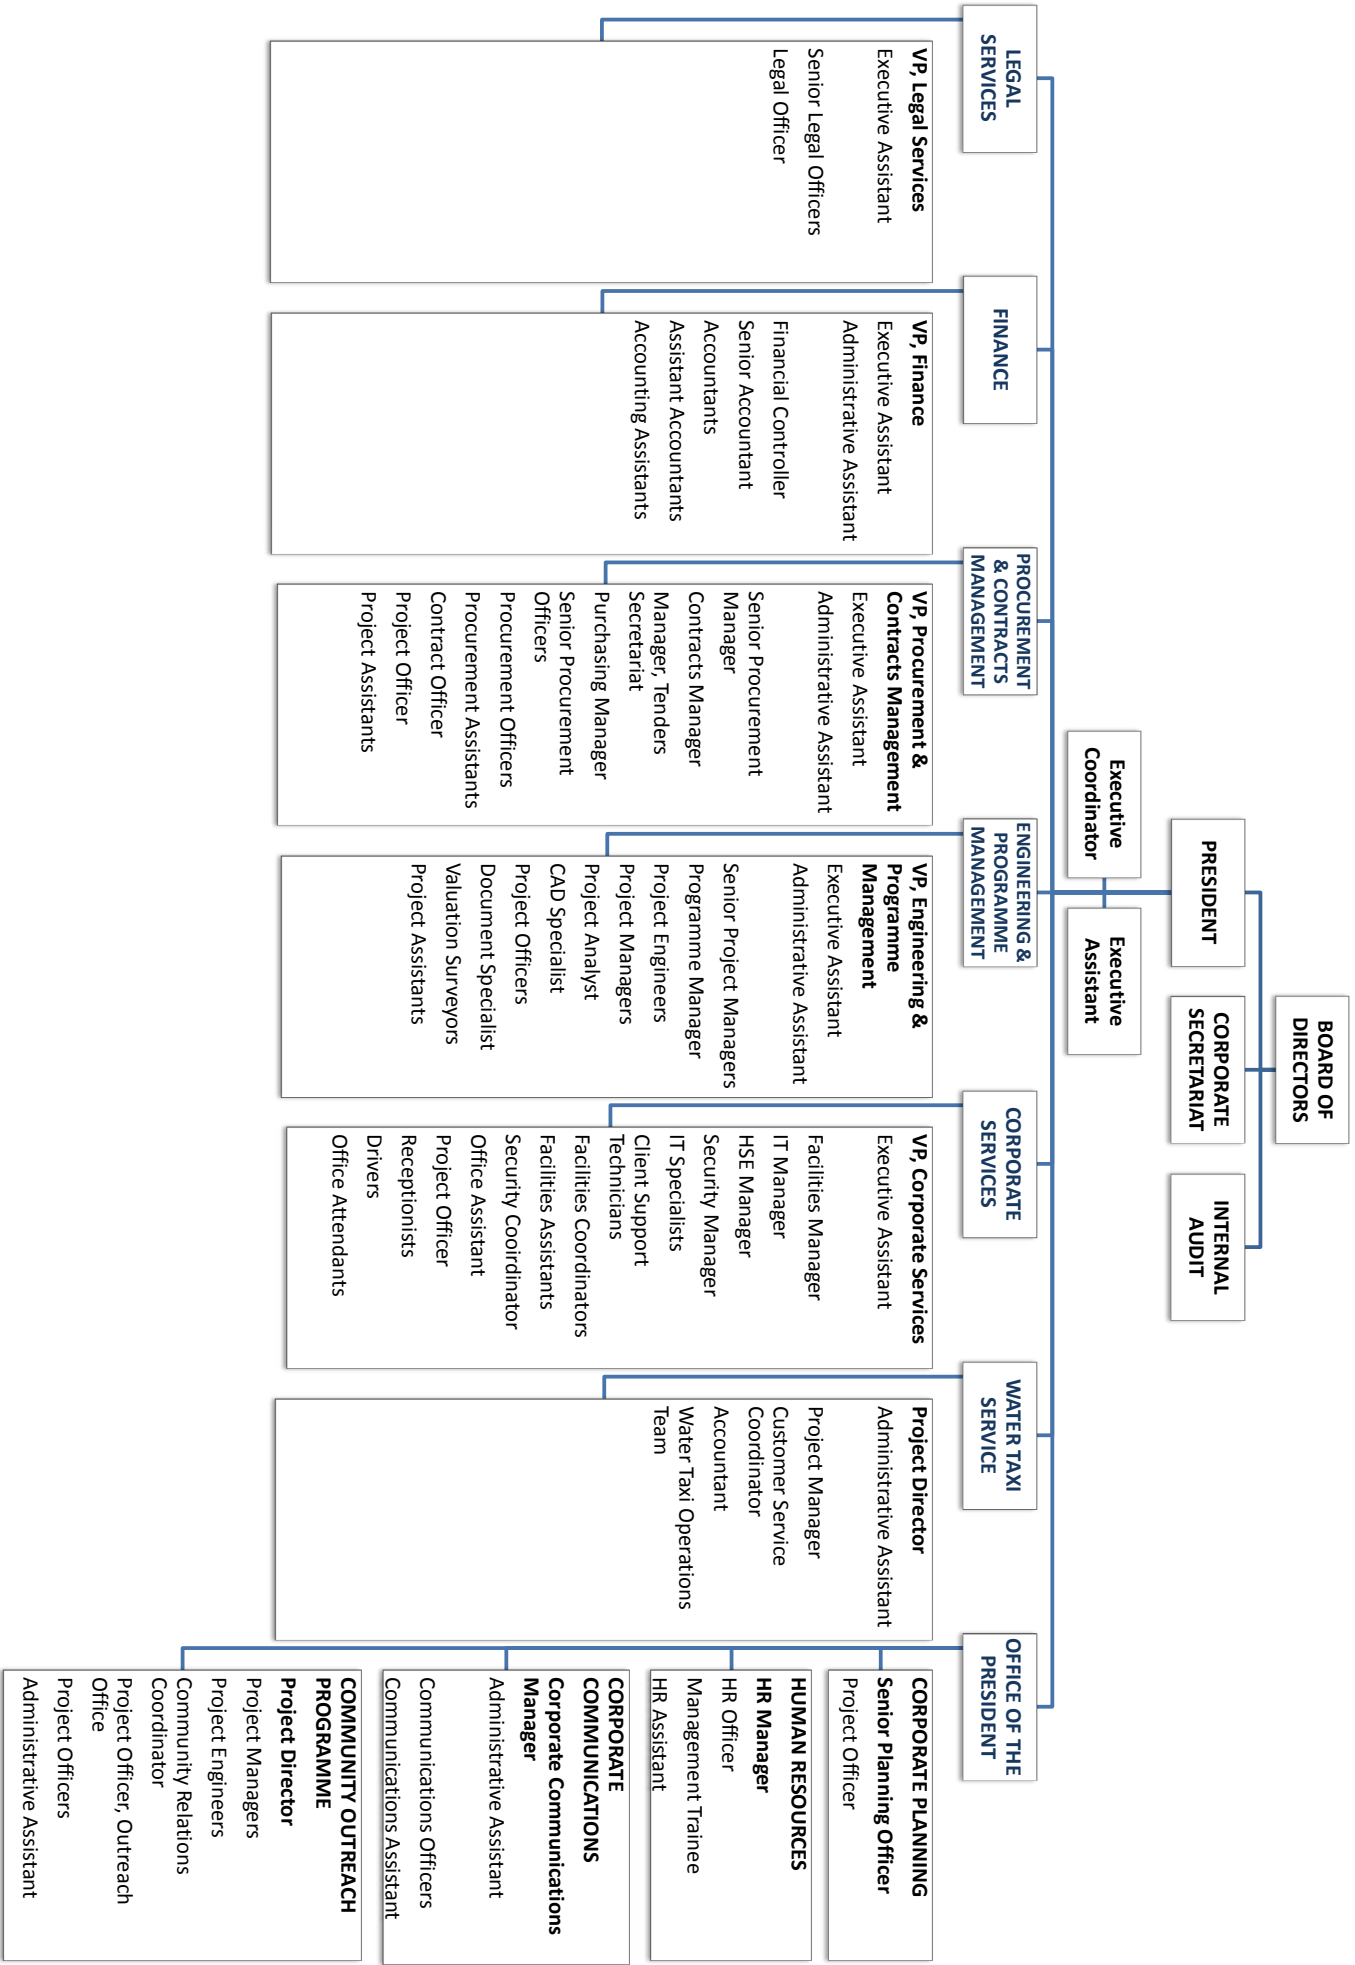 BOARD OF
DIRECTORS
PRESIDENT
CORPORATE
SECRETARIAT
INTERNAL
AUDIT
Executive
Coordinator
Executive
Assistant
LEGAL
SERVICES
VP, Legal Services
Executive Assistant
Senior Legal Officers
Legal Officer
FINANCE
VP, Finance
Executive Assistant
Administrative Assistant
Financial Controller
Senior Accountant
Accountants
Assistant Accountants
Accounting Assistants
PROCUREMENT
& CONTRACTS
MANAGEMENT
VP, Procurement &
Contracts Management
Executive Assistant
Administrative Assistant
Senior Procurement
Manager
Contracts Manager
Manager, Tenders
Secretariat
Purchasing Manager
Senior Procurement
Officers
Procurement Officers
Procurement Assistants
Contract Officer
Project Officer
Project Assistants
ENGINEERING &
PROGRAMME
MANAGEMENT
VP, Engineering &
Programme
Management
Executive Assistant
Administrative Assistant
Senior Project Managers
Programme Manager
Project Engineers
Project Managers
Project Analyst
CAD Specialist
Project Officers
Document Specialist
Valuation Surveyors
Project Assistants
CORPORATE
SERVICES
VP, Corporate Services
Executive Assistant
Facilities Manager
IT Manager
HSE Manager
Security Manager
IT Specialists
Client Support
Technicians
Facilities Coordinators
Facilities Assistants
Security Cooirdinator
Office Assistant
Project Officer
Receptionists
Drivers
Office Attendants
WATER TAXI
SERVICE
Project Director
Administrative Assistant
Project Manager
Customer Service
Coordinator
Accountant
Water Taxi Operations
Team
OFFICE OF THE
PRESIDENT
CORPORATE PLANNING
Senior Planning Officer
Project Officer
HUMAN RESOURCES
HR Manager
HR Officer
Management Trainee
HR Assistant
CORPORATE
COMMUNICATIONS
Corporate Communications
Manager
Administrative Assistant
Communications Officers
Communications Assistant
COMMUNITY OUTREACH
PROGRAMME
Project Director
Project Managers
Project Engineers
Community Relations
Coordinator
Project Officer, Outreach
Office
Project Officers
Administrative Assistant